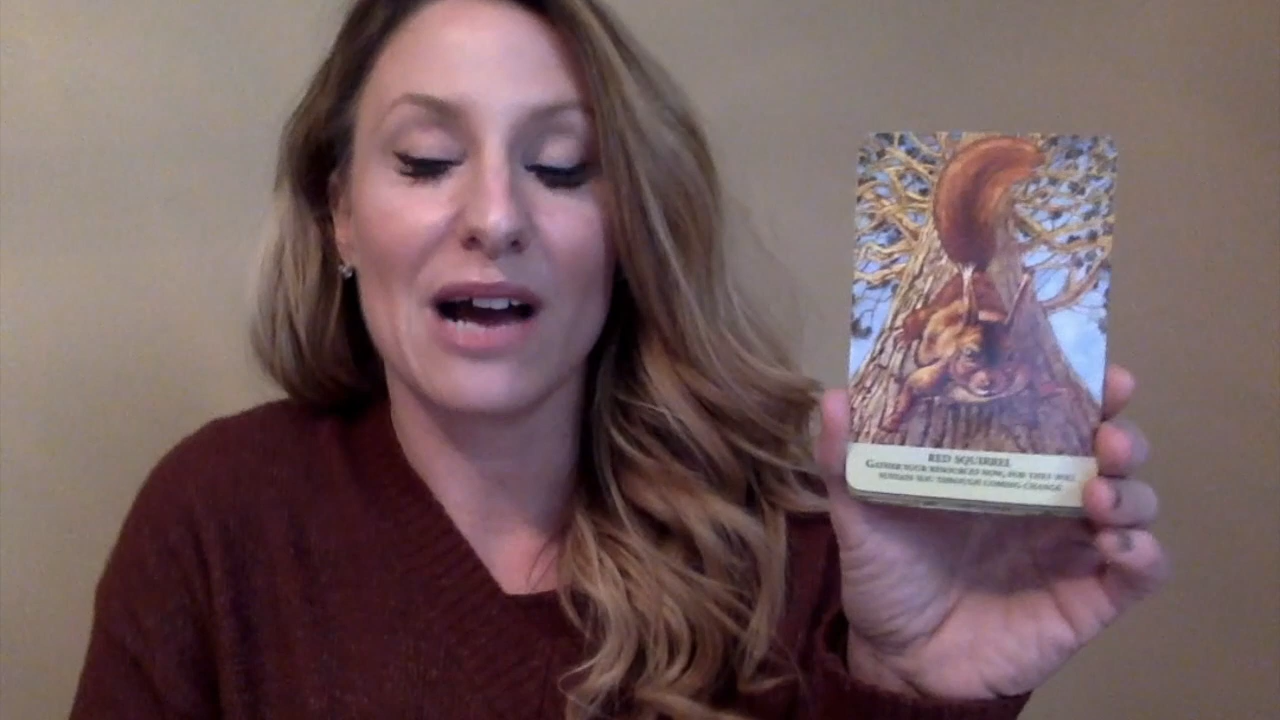 RED SQUIRREL
GATHER YOUR RESOURCES NOW, FOR THEY WILL
SUSTAIN YOU THROUGH COMING CHANGE